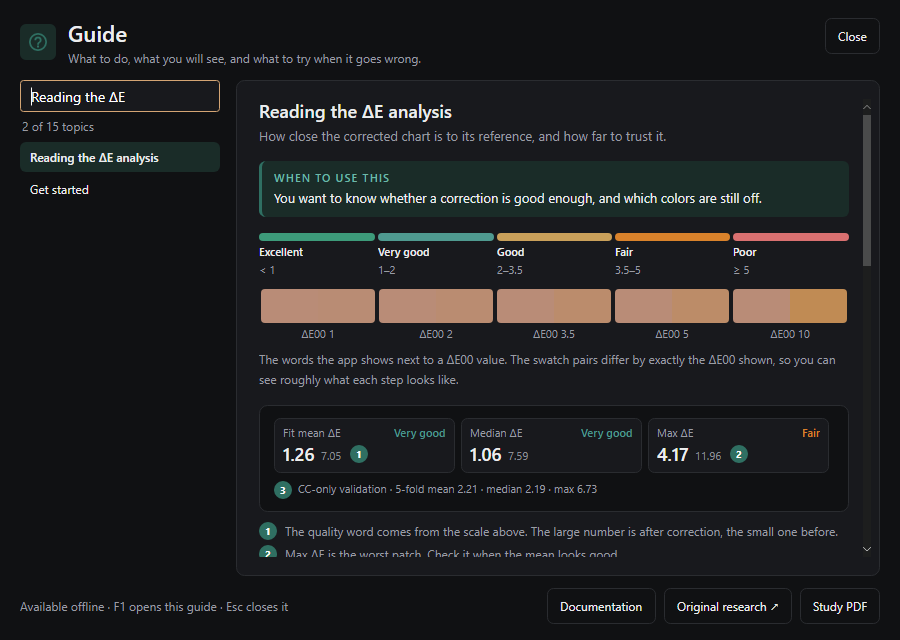 Guide
What to do, what you will see, and what to try when it goes wrong.
Close
Reading the ΔE
2 of 15 topics
Reading the ΔE analysis
Get started
Reading the ΔE analysis
How close the corrected chart is to its reference, and how far to trust it.
WHEN TO USE THIS
You want to know whether a correction is good enough, and which colors are still off.
Excellent Very good Good Fair Poor
< 1 1–2 2–3.5 3.5–5 ≥ 5
ΔE00 1 ΔE00 2 ΔE00 3.5 ΔE00 5 ΔE00 10
The words the app shows next to a ΔE00 value. The swatch pairs differ by exactly the ΔE00 shown, so you can
see roughly what each step looks like.
Fit mean ΔE Very good Median ΔE Very good Max ΔE Fair
1.26 7.05 1 1.06 7.59 4.17 11.96 2
3 CC-only validation · 5-fold mean 2.21 · median 2.19 · max 6.73
1 The quality word comes from the scale above. The large number is after correction, the small one before.
2 Max ΔE is the worst patch. Check it when the mean looks good.
Available offline · F1 opens this guide · Esc closes it
Documentation
Original research ↗
Study PDF